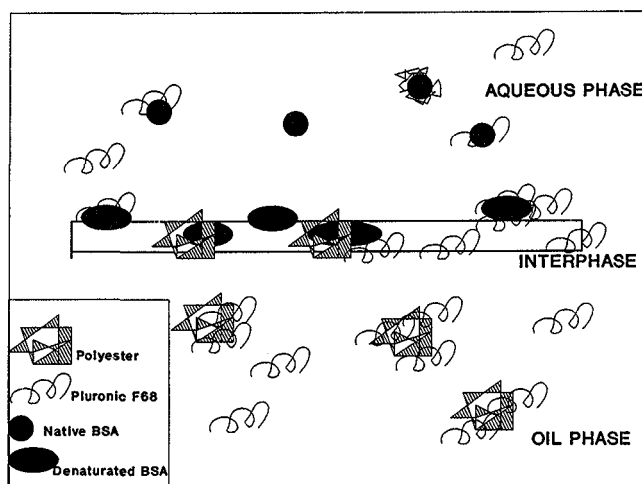 AQUEOUS PHASE
INTERPHASE
Polyester
Pluronic F68
Native BSA
Denaturated BSA
OIL PHASE